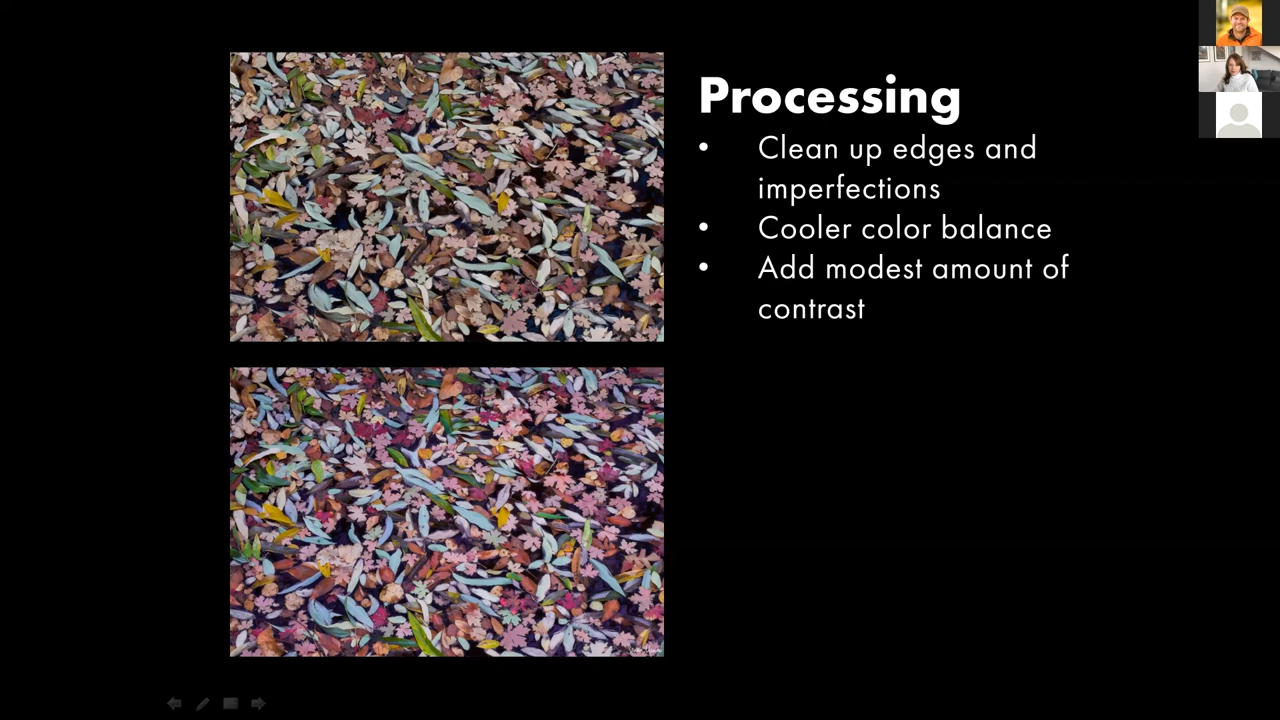 Processing
• Clean up edges and
imperfections
• Cooler color balance
• Add modest amount of
contrast